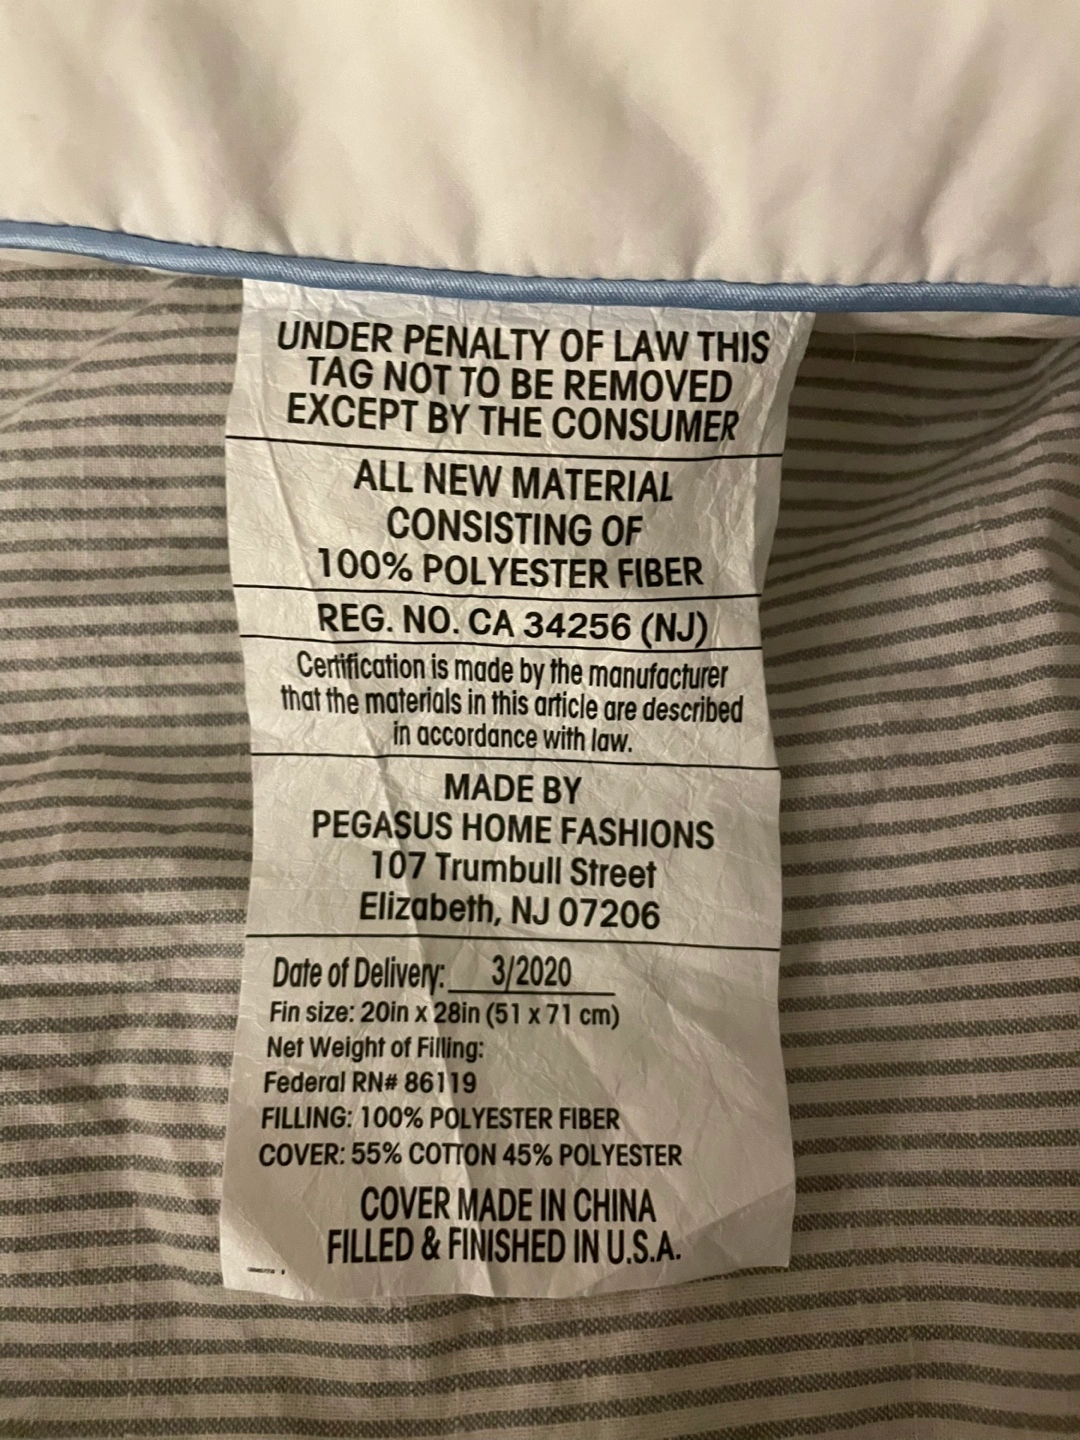 UNDER PENALTY OF LAW THIS
TAG NOT TO BE REMOVED
EXCEPT BY THE CONSUMER
ALL NEW MATERIAL
CONSISTING OF
100% POLYESTER FIBER
REG. NO. CA 34256 (NJ)
Certification is made by the manufacturer
that the materials in this article are described
in accordance with law.
MADE BY
PEGASUS HOME FASHIONS
107 Trumbull Street
Elizabeth, NJ 07206
Date of Delivery: 3/2020
Fin size: 20in x 28in (51 x 71 cm)
Net Weight of Filling:
Federal RN# 86119
FILLING: 100% POLYESTER FIBER
COVER: 55% COTTON 45% POLYESTER
COVER MADE IN CHINA
FILLED & FINISHED IN U.S.A.